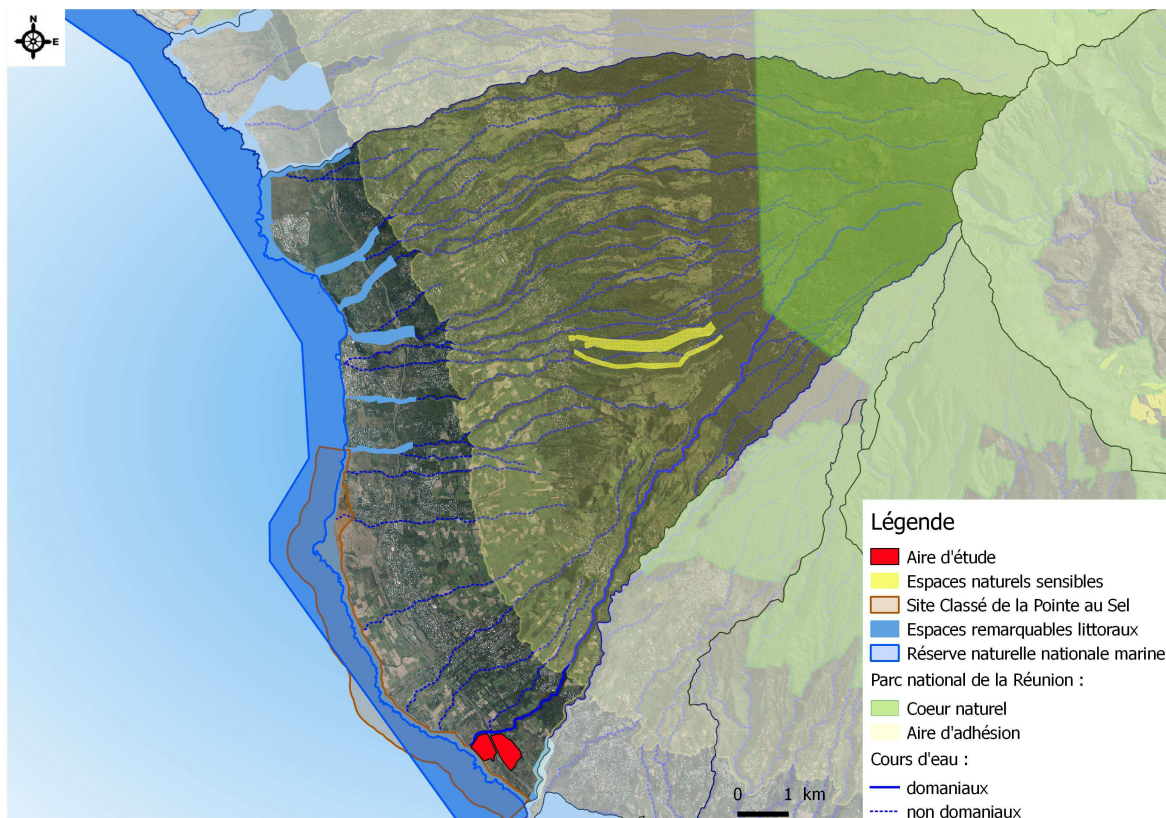 N
E
Légende
Aire d'étude
Espaces naturels sensibles
Site Classé de la Pointe au Sel
Espaces remarquables littoraux
Réserve naturelle nationale marine
Parc national de la Réunion :
Coeur naturel
Aire d'adhésion
Cours d'eau :
domaniaux
non domaniaux
0 1 km